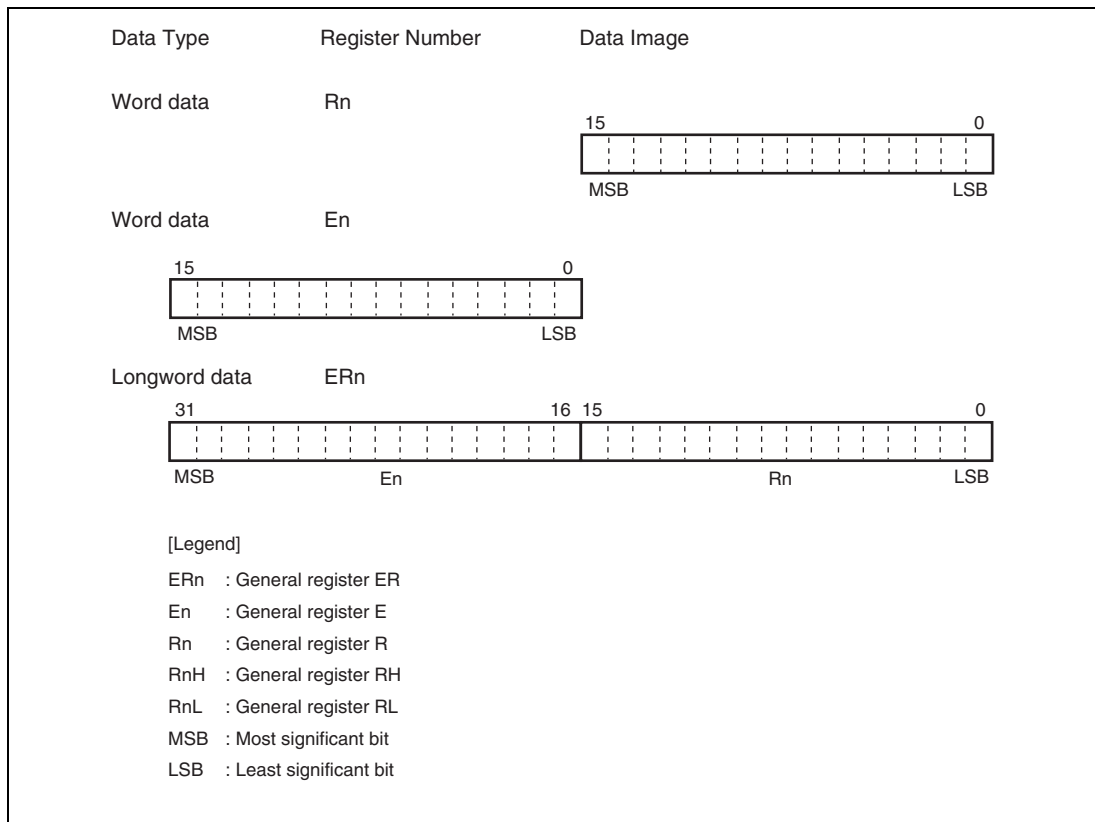 Data Type Register Number Data Image
Word data Rn
15 0
MSB LSB
Word data En
15 0
MSB LSB
Longword data ERn
31 16 15 0
MSB En Rn LSB
[Legend]
ERn : General register ER
En : General register E
Rn : General register R
RnH : General register RH
RnL : General register RL
MSB : Most significant bit
LSB : Least significant bit